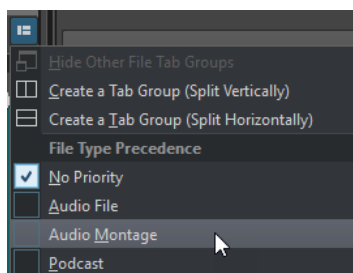 Hide Other File Tab Groups
Create a Tab Group (Split Vertically)
Create a Tab Group (Split Horizontally)
File Type Precedence
No Priority
Audio File
Audio Montage
Podcast